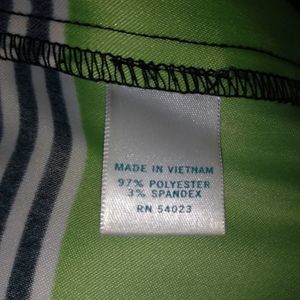 MADE IN VIETNAM
97% POLYESTER
3% SPANDEX
RN 54023